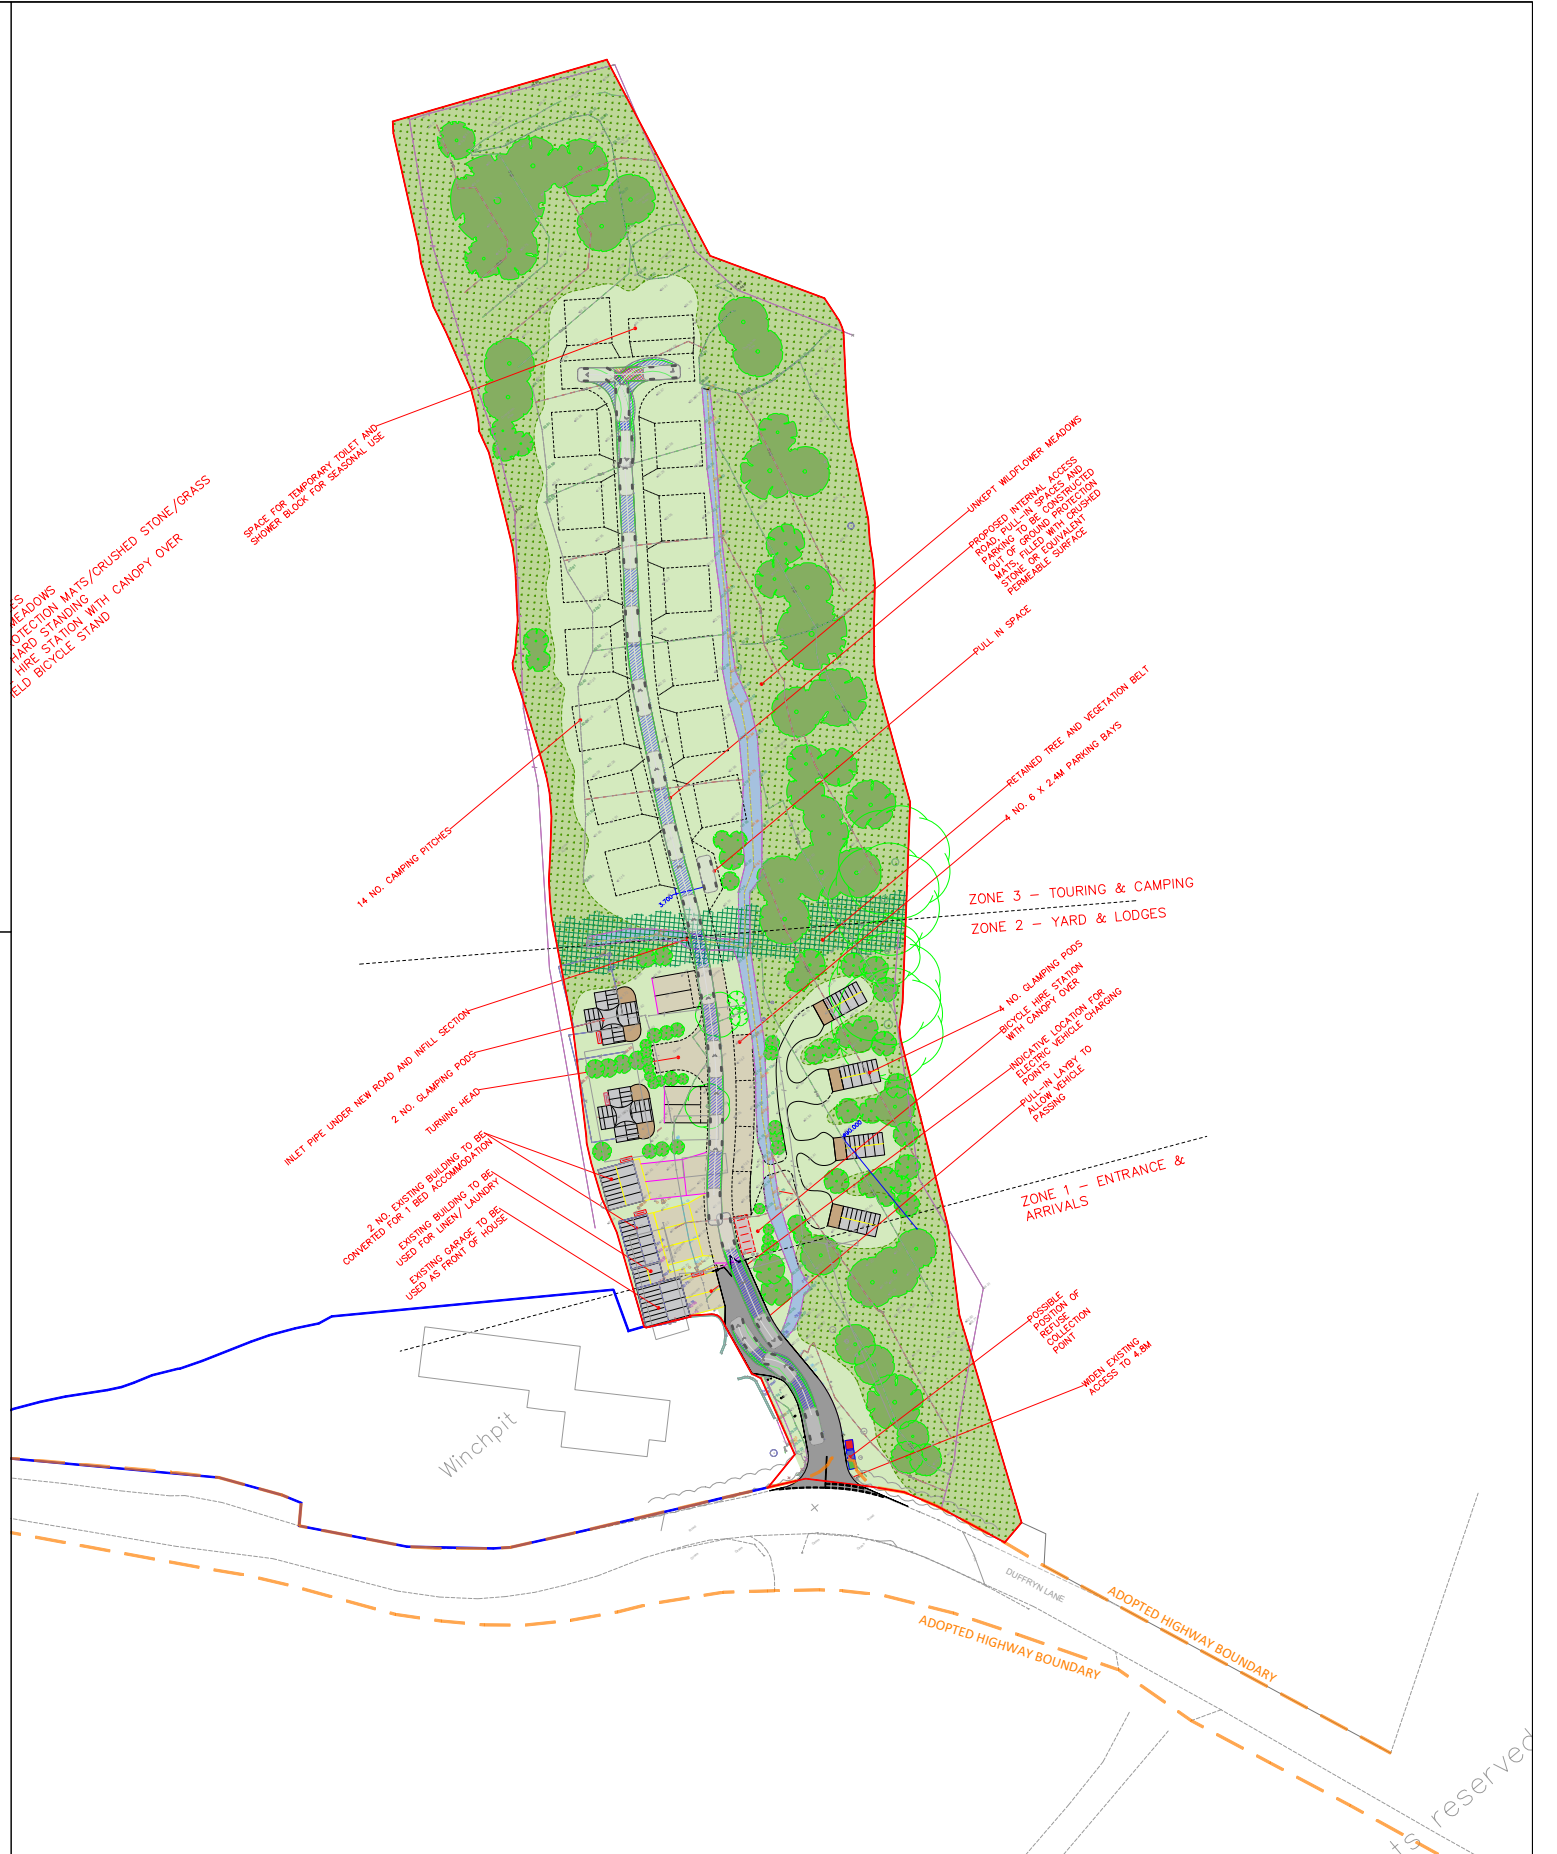 SPACE FOR TEMPORARY TOILET AND
SHOWER BLOCK FOR SEASONAL USE
MEADOWS
OTECTION MATS/CRUSHED STONE/GRASS
HARD STANDING
HIRE STATION WITH CANOPY OVER
ELD BICYCLE STAND
UNKEPT WILDFLOWER MEADOWS
PROPOSED INTERNAL ACCESS
ROAD, PULL-IN SPACES AND
PARKING TO BE CONSTRUCTED
OUT OF GROUND PROTECTION
MATS, FILLED WITH CRUSHED
STONE OR EQUIVALENT
PERMEABLE SURFACE
PULL IN SPACE
RETAINED TREE AND VEGETATION BELT
4 NO. 6 X 2.4M PARKING BAYS
14 NO. CAMPING PITCHES
3.700
ZONE 3 - TOURING & CAMPING
ZONE 2 - YARD & LODGES
4 NO. GLAMPING PODS
BICYCLE HIRE STATION
WITH CANOPY OVER
INDICATIVE LOCATION FOR
ELECTRIC VEHICLE CHARGING
POINTS
PULL-IN LAYBY TO
ALLOW VEHICLE
PASSING
INLET PIPE UNDER NEW ROAD AND INFILL SECTION
2 NO. GLAMPING PODS
TURNING HEAD
2 NO. EXISTING BUILDING TO BE
CONVERTED FOR 1 BED ACCOMMODATION
EXISTING BUILDING TO BE
USED FOR LINEN/ LAUNDRY
EXISTING GARAGE TO BE
USED AS FRONT OF HOUSE
ZONE 1 - ENTRANCE &
ARRIVALS
POSSIBLE
POSITION OF
REFUSE
COLLECTION
POINT
WIDEN EXISTING
ACCESS TO 4.8M
Winchpit
DUFFRYN LANE
ADOPTED HIGHWAY BOUNDARY
ADOPTED HIGHWAY BOUNDARY
ts reserved